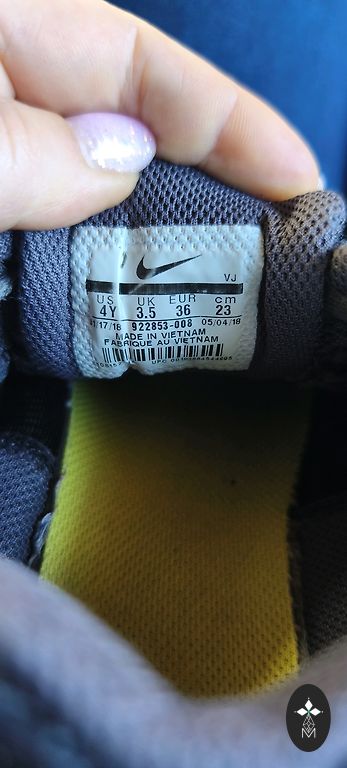 VJ
US UK EUR cm
4Y 3.5 36 23
922853-008 05/04/18
MADE IN VIETNAM
FABRIQUE AU VIETNAM
UPC